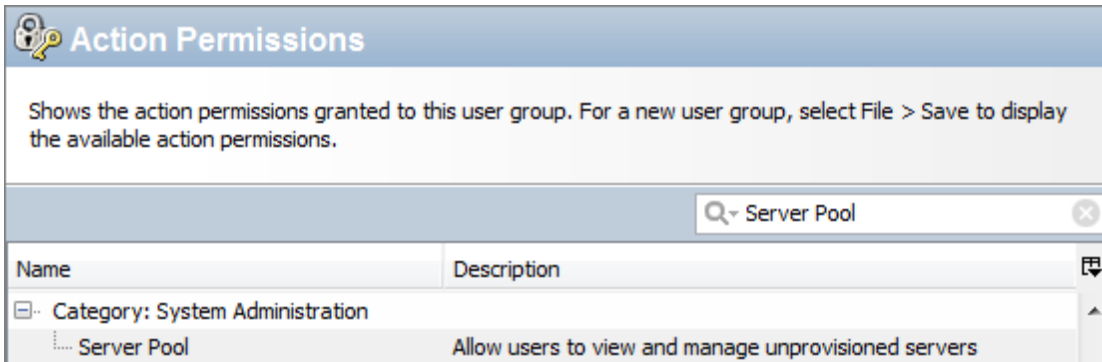 Action Permissions
Shows the action permissions granted to this user group. For a new user group, select File > Save to display
the available action permissions.
Server Pool
Name Description
Category: System Administration
Server Pool Allow users to view and manage unprovisioned servers